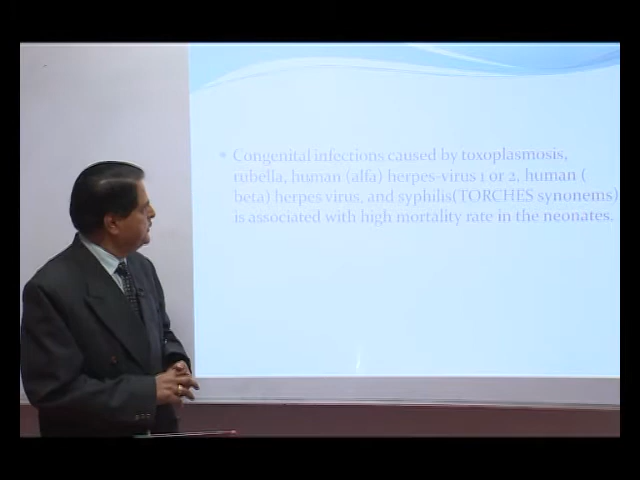 Congenital infections caused by toxoplasmosis,
rubella, human (alfa) herpes-virus 1 or 2, human (
beta) herpes virus, and syphilis(TORCHES synonems)
is associated with high mortality rate in the neonates.